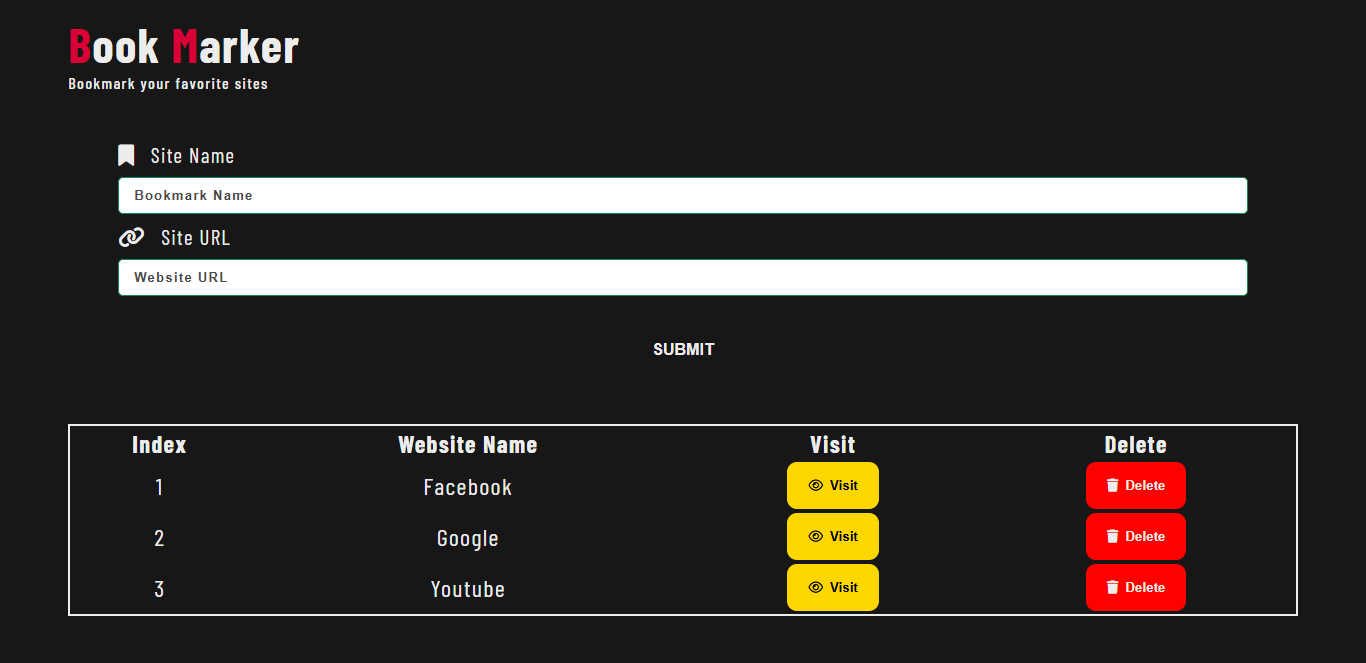 Book Marker
Bookmark your favorite sites
Site Name
Bookmark Name
Site URL
Website URL
SUBMIT
Index Website Name Visit Delete
1 Facebook Visit Delete
2 Google Visit Delete
3 Youtube Visit Delete